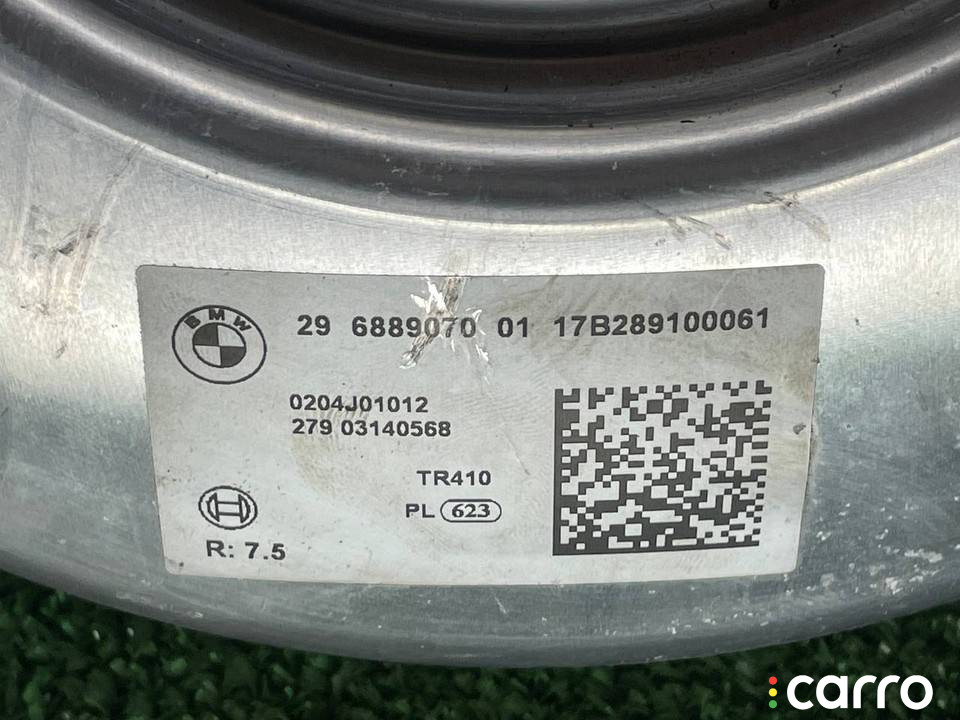 BMW
29 6889070 01 17B289100061
0204J01012
279 03140568
TR410
PL 623
R: 7.5
carro